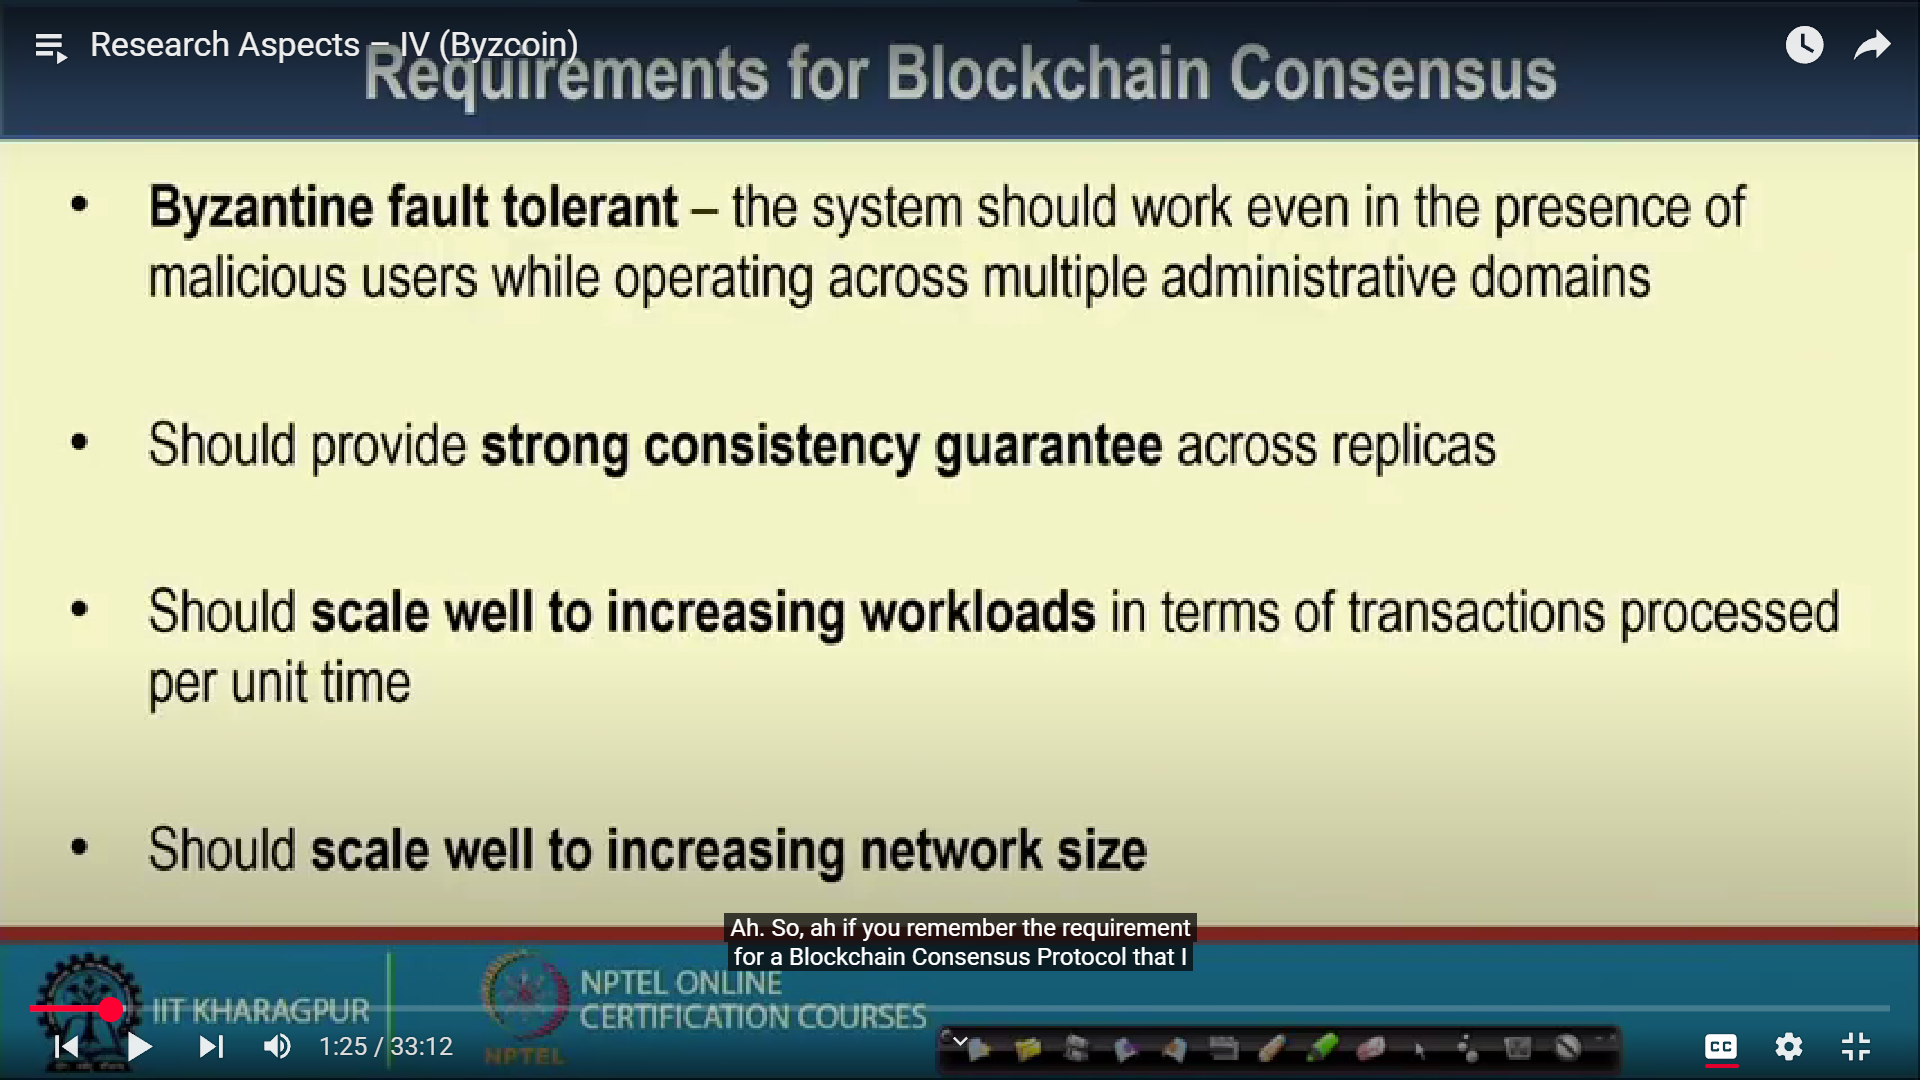 Research Aspects – IV (Byzcoin)
Requirements for Blockchain Consensus
• Byzantine fault tolerant – the system should work even in the presence of
malicious users while operating across multiple administrative domains
• Should provide strong consistency guarantee across replicas
• Should scale well to increasing workloads in terms of transactions processed
per unit time
• Should scale well to increasing network size
Ah. So, ah if you remember the requirement
for a Blockchain Consensus Protocol that I
IIT KHARAGPUR
NPTEL ONLINE
CERTIFICATION COURSES
NPTEL
1:25 / 33:12
CC